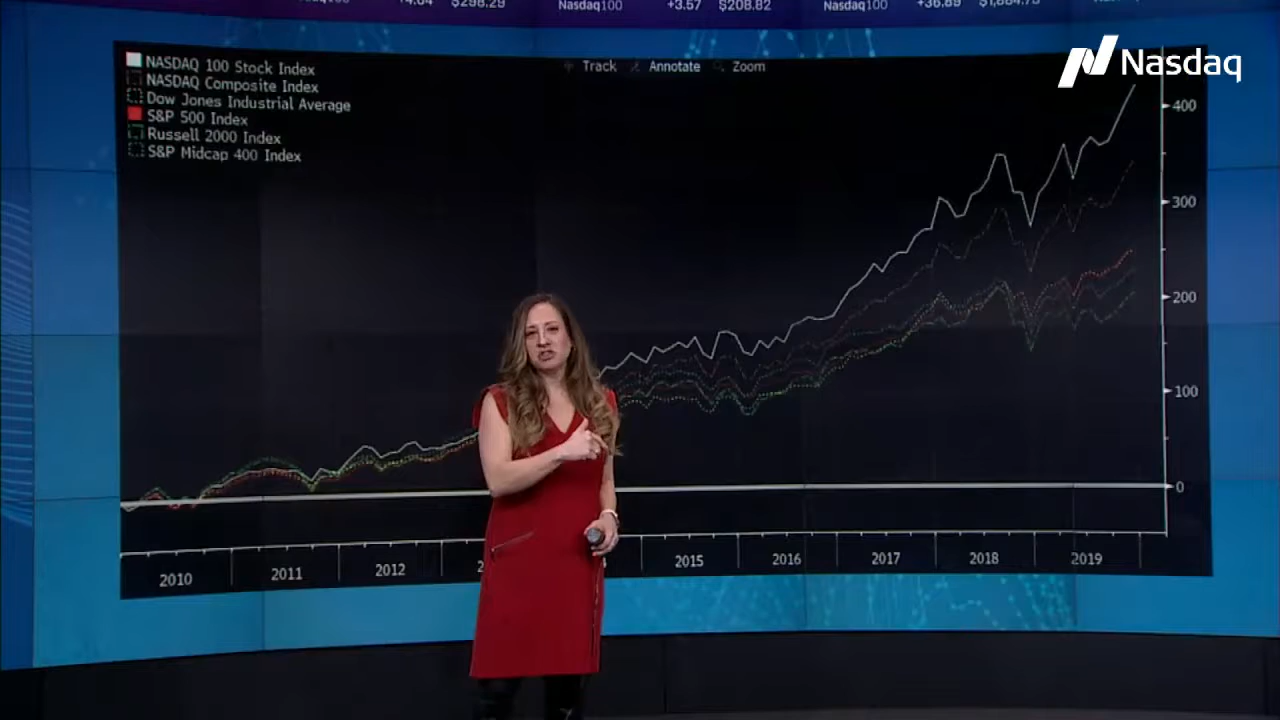 Nasdaq100 +3.57 $208.82 Nasdaq100
NASDAQ 100 Stock Index
NASDAQ Composite Index
Dow Jones Industrial Average
S&P 500 Index
Russell 2000 Index
S&P Midcap 400 Index
Track Annotate Zoom
Nasdaq
400
300
200
100
0
2010 2011 2012 2015 2016 2017 2018 2019